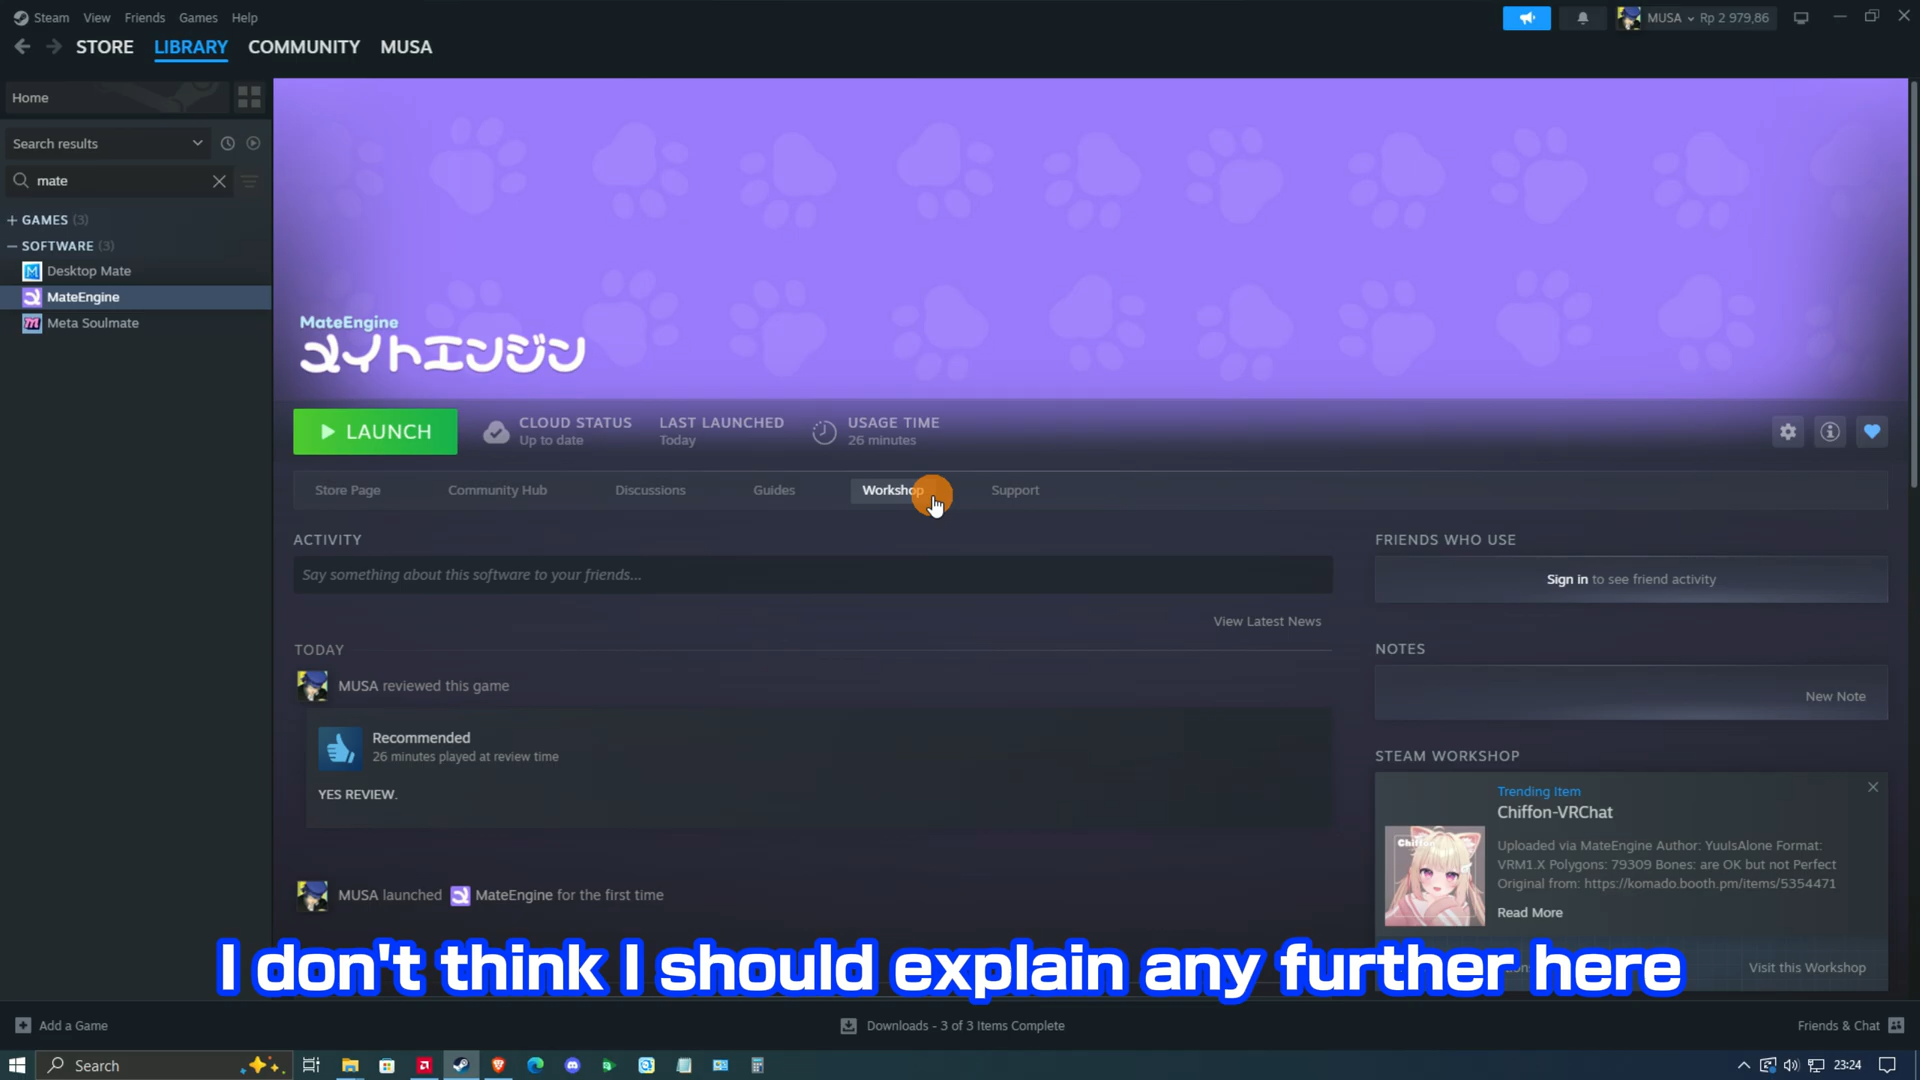 Steam View Friends Games Help
MUSA Rp 2 979,86
STORE LIBRARY COMMUNITY MUSA
Home
Search results
mate
+ GAMES (3)
− SOFTWARE (3)
Desktop Mate
MateEngine
Meta Soulmate
MateEngine
メイトエンジン
LAUNCH
CLOUD STATUS
Up to date
LAST LAUNCHED
Today
USAGE TIME
26 minutes
Store Page Community Hub Discussions Guides Workshop Support
ACTIVITY
Say something about this software to your friends...
View Latest News
TODAY
MUSA reviewed this game
Recommended
26 minutes played at review time
YES REVIEW.
MUSA launched MateEngine for the first time
FRIENDS WHO USE
Sign in to see friend activity
NOTES
New Note
STEAM WORKSHOP
Trending Item
Chiffon-VRChat
Uploaded via MateEngine Author: YuuIsAlone Format:
VRM1.X Polygons: 79309 Bones: are OK but not Perfect
Original from: https://komado.booth.pm/items/5354471
Read More
Visit this Workshop
I don't think I should explain any further here
Add a Game
Downloads - 3 of 3 Items Complete
Friends & Chat
Search
23:24